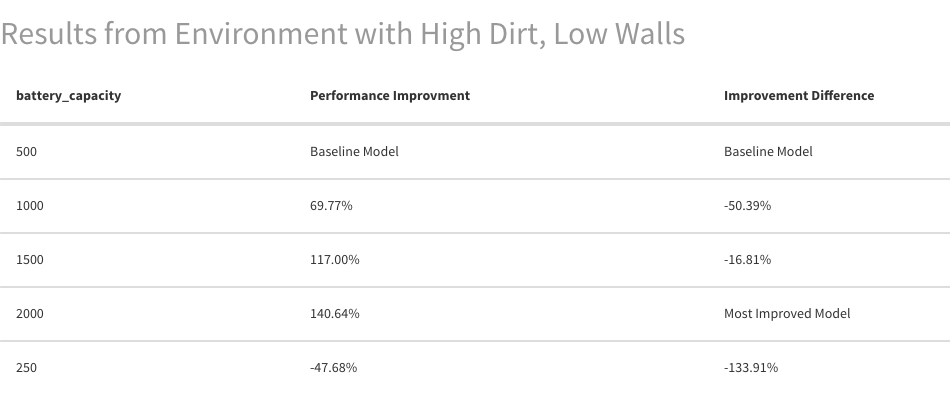 Results from Environment with High Dirt, Low Walls
battery_capacity Performance Improvment Improvement Difference
500 Baseline Model Baseline Model
1000 69.77% -50.39%
1500 117.00% -16.81%
2000 140.64% Most Improved Model
250 -47.68% -133.91%